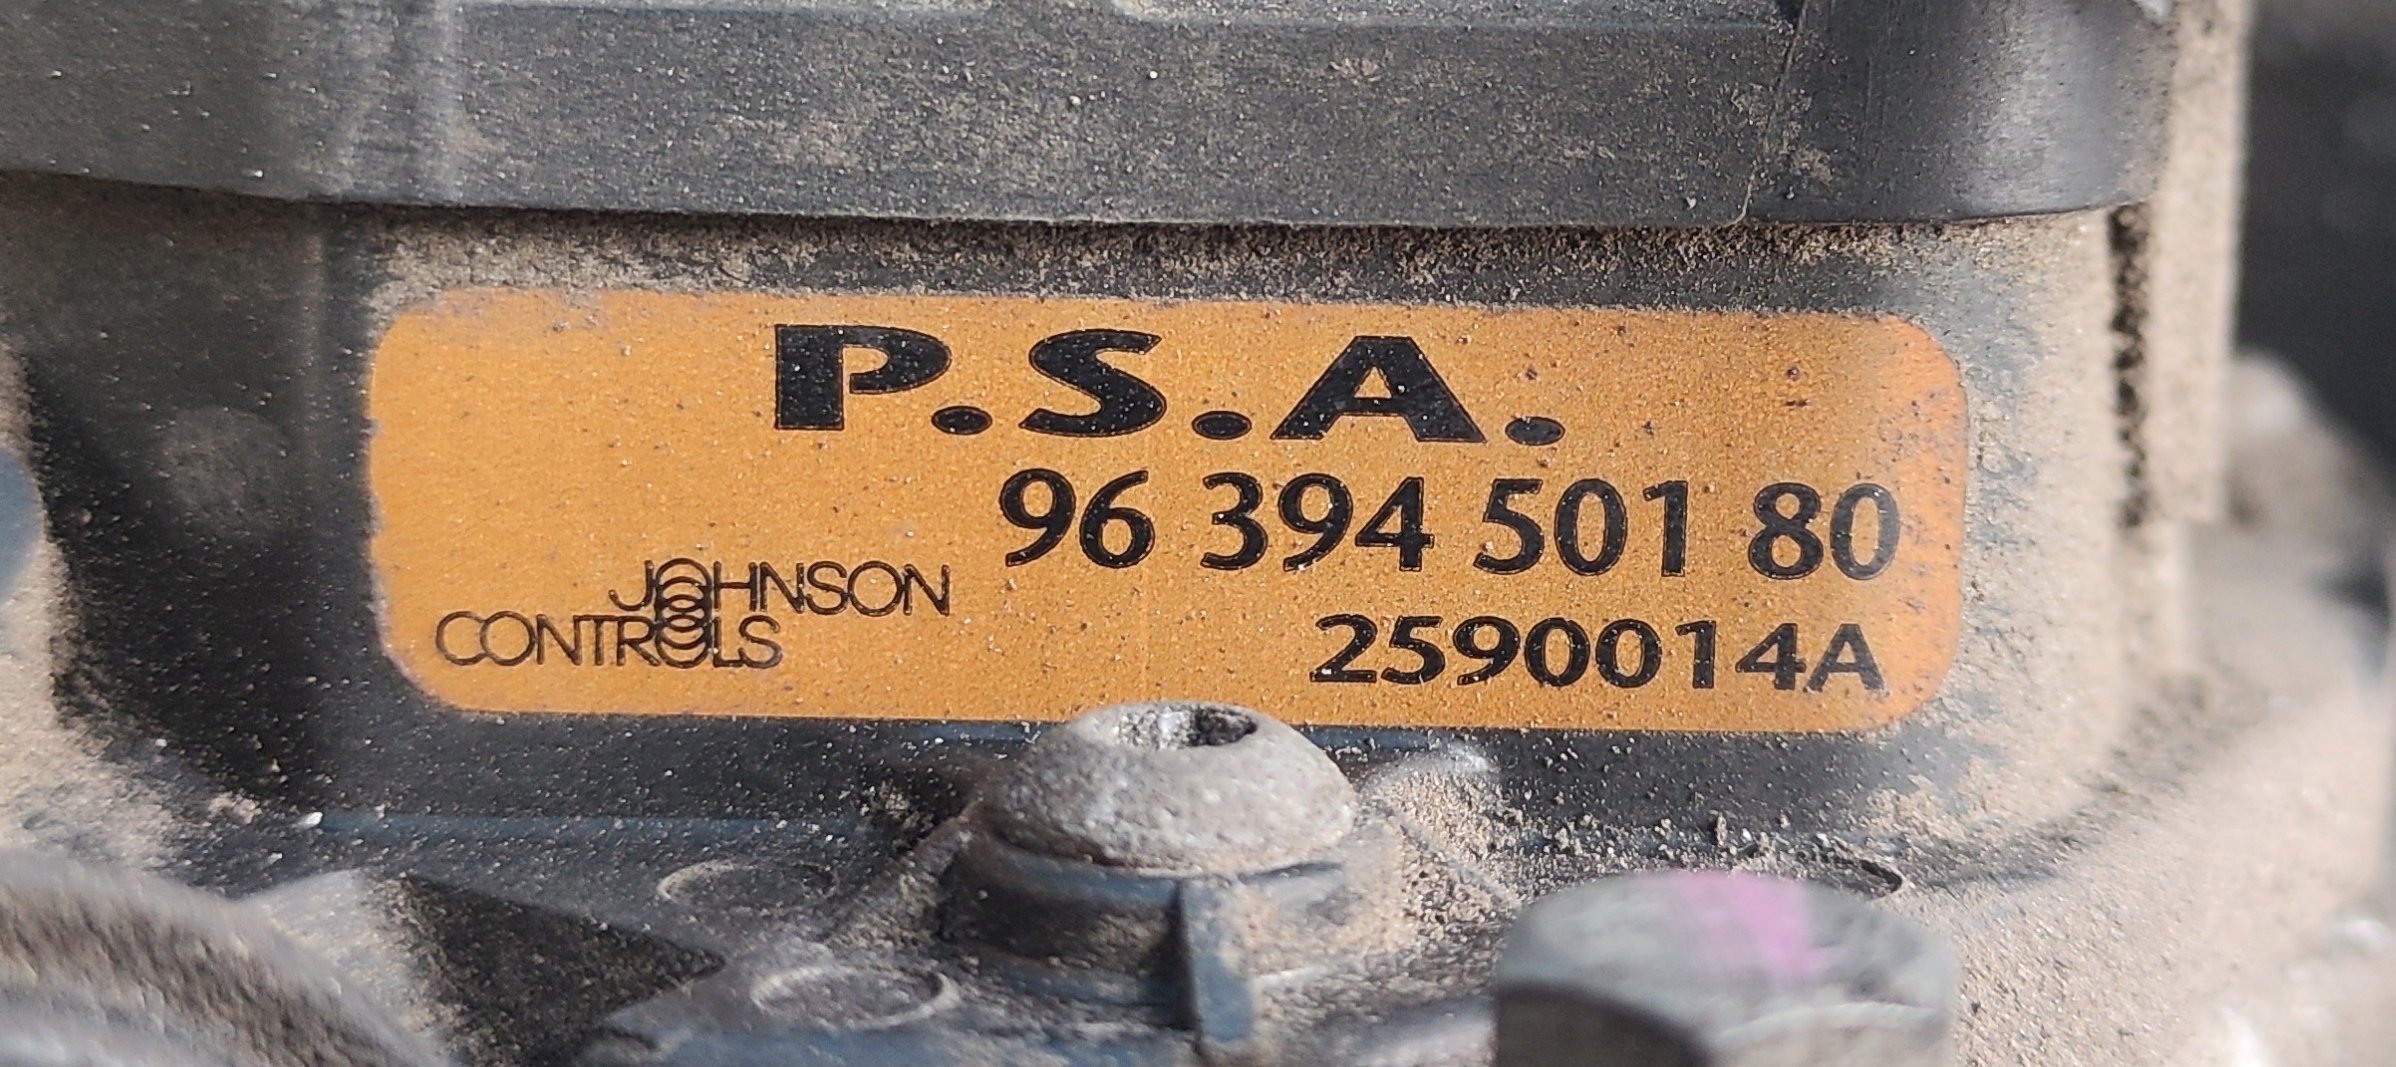 P.S.A.
96 394 501 80
JOHNSON
CONTROLS
2590014A